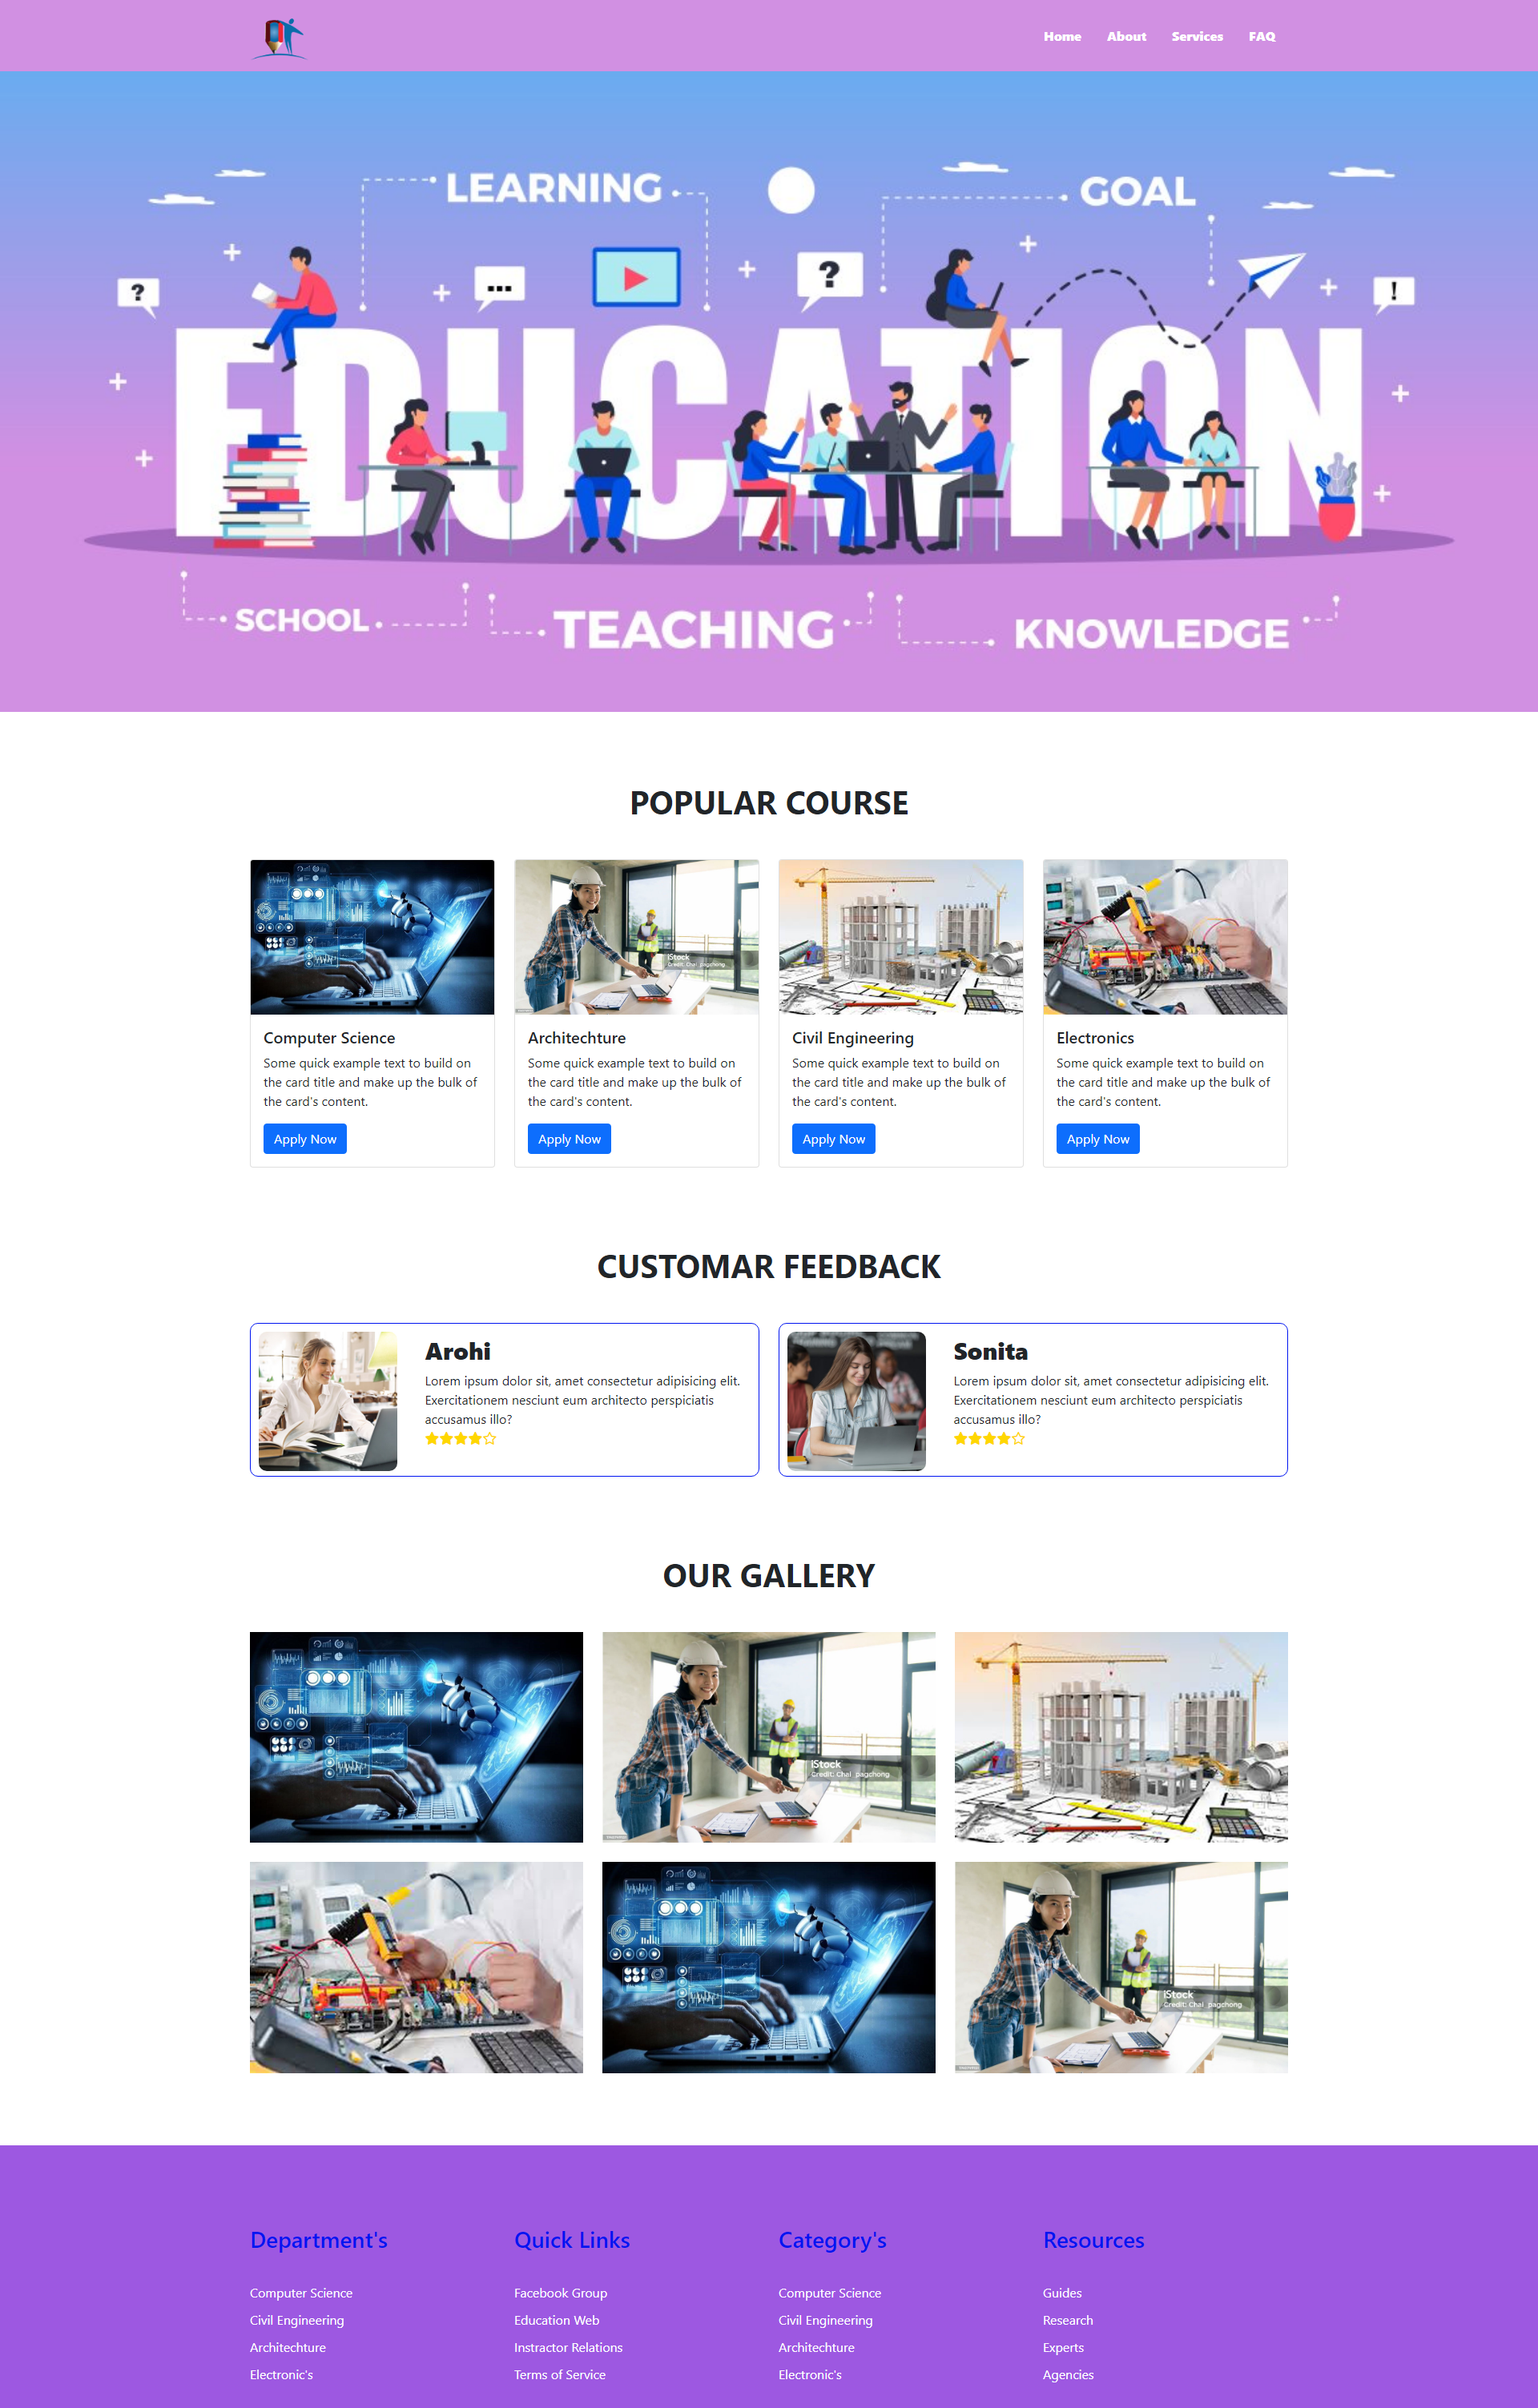 Home About Services FAQ
LEARNING
GOAL
?
...
?
!
EDUCATION
SCHOOL
TEACHING
KNOWLEDGE
POPULAR COURSE
iStock
Credit: Chai pagchong
Computer Science
Some quick example text to build on
the card title and make up the bulk of
the card's content.
Apply Now
Architechture
Some quick example text to build on
the card title and make up the bulk of
the card's content.
Apply Now
Civil Engineering
Some quick example text to build on
the card title and make up the bulk of
the card's content.
Apply Now
Electronics
Some quick example text to build on
the card title and make up the bulk of
the card's content.
Apply Now
CUSTOMAR FEEDBACK
Arohi
Lorem ipsum dolor sit, amet consectetur adipisicing elit.
Exercitationem nesciunt eum architecto perspiciatis
accusamus illo?
Sonita
Lorem ipsum dolor sit, amet consectetur adipisicing elit.
Exercitationem nesciunt eum architecto perspiciatis
accusamus illo?
OUR GALLERY
iStock
Credit: Chai pagchong
iStock
Credit: Chai pagchong
Department's
Computer Science
Civil Engineering
Architechture
Electronic's
Quick Links
Facebook Group
Education Web
Instractor Relations
Terms of Service
Category's
Computer Science
Civil Engineering
Architechture
Electronic's
Resources
Guides
Research
Experts
Agencies